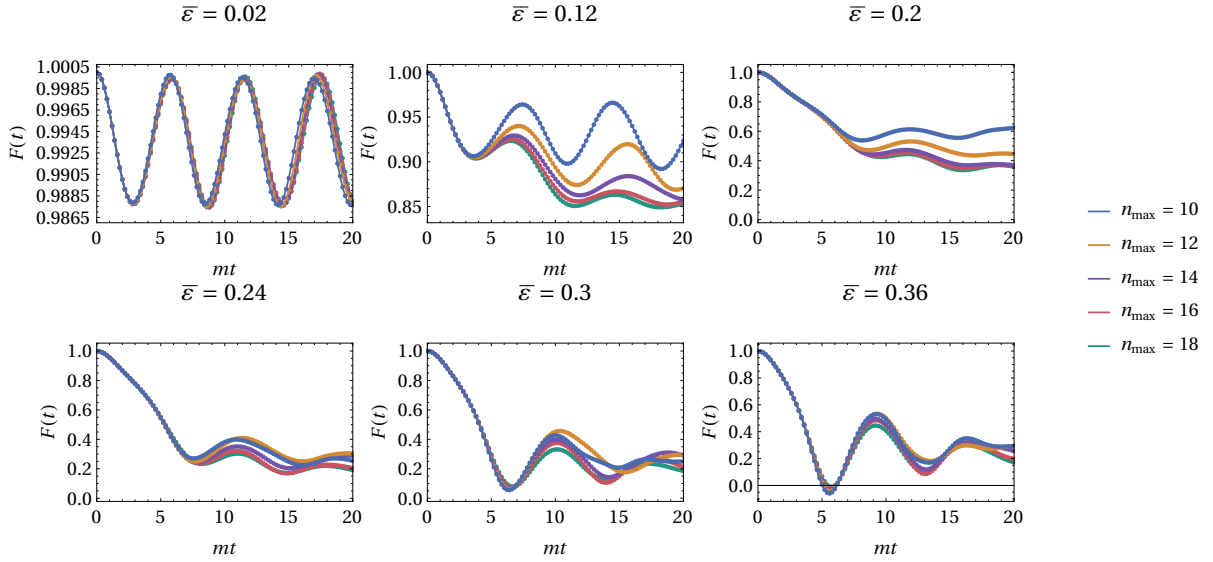 ε̅ = 0.02
ε̅ = 0.12
ε̅ = 0.2
F(t)
1.0005
0.9985
0.9965
0.9945
0.9925
0.9905
0.9885
0.9865
0 5 10 15 20
mt
F(t)
1.00
0.95
0.90
0.85
0 5 10 15 20
mt
F(t)
1.0
0.8
0.6
0.4
0.2
0.0
0 5 10 15 20
mt
ε̅ = 0.24
ε̅ = 0.3
ε̅ = 0.36
F(t)
1.0
0.8
0.6
0.4
0.2
0.0
0 5 10 15 20
mt
F(t)
1.0
0.8
0.6
0.4
0.2
0.0
0 5 10 15 20
mt
F(t)
1.0
0.8
0.6
0.4
0.2
0.0
0 5 10 15 20
mt
n_max = 10
n_max = 12
n_max = 14
n_max = 16
n_max = 18